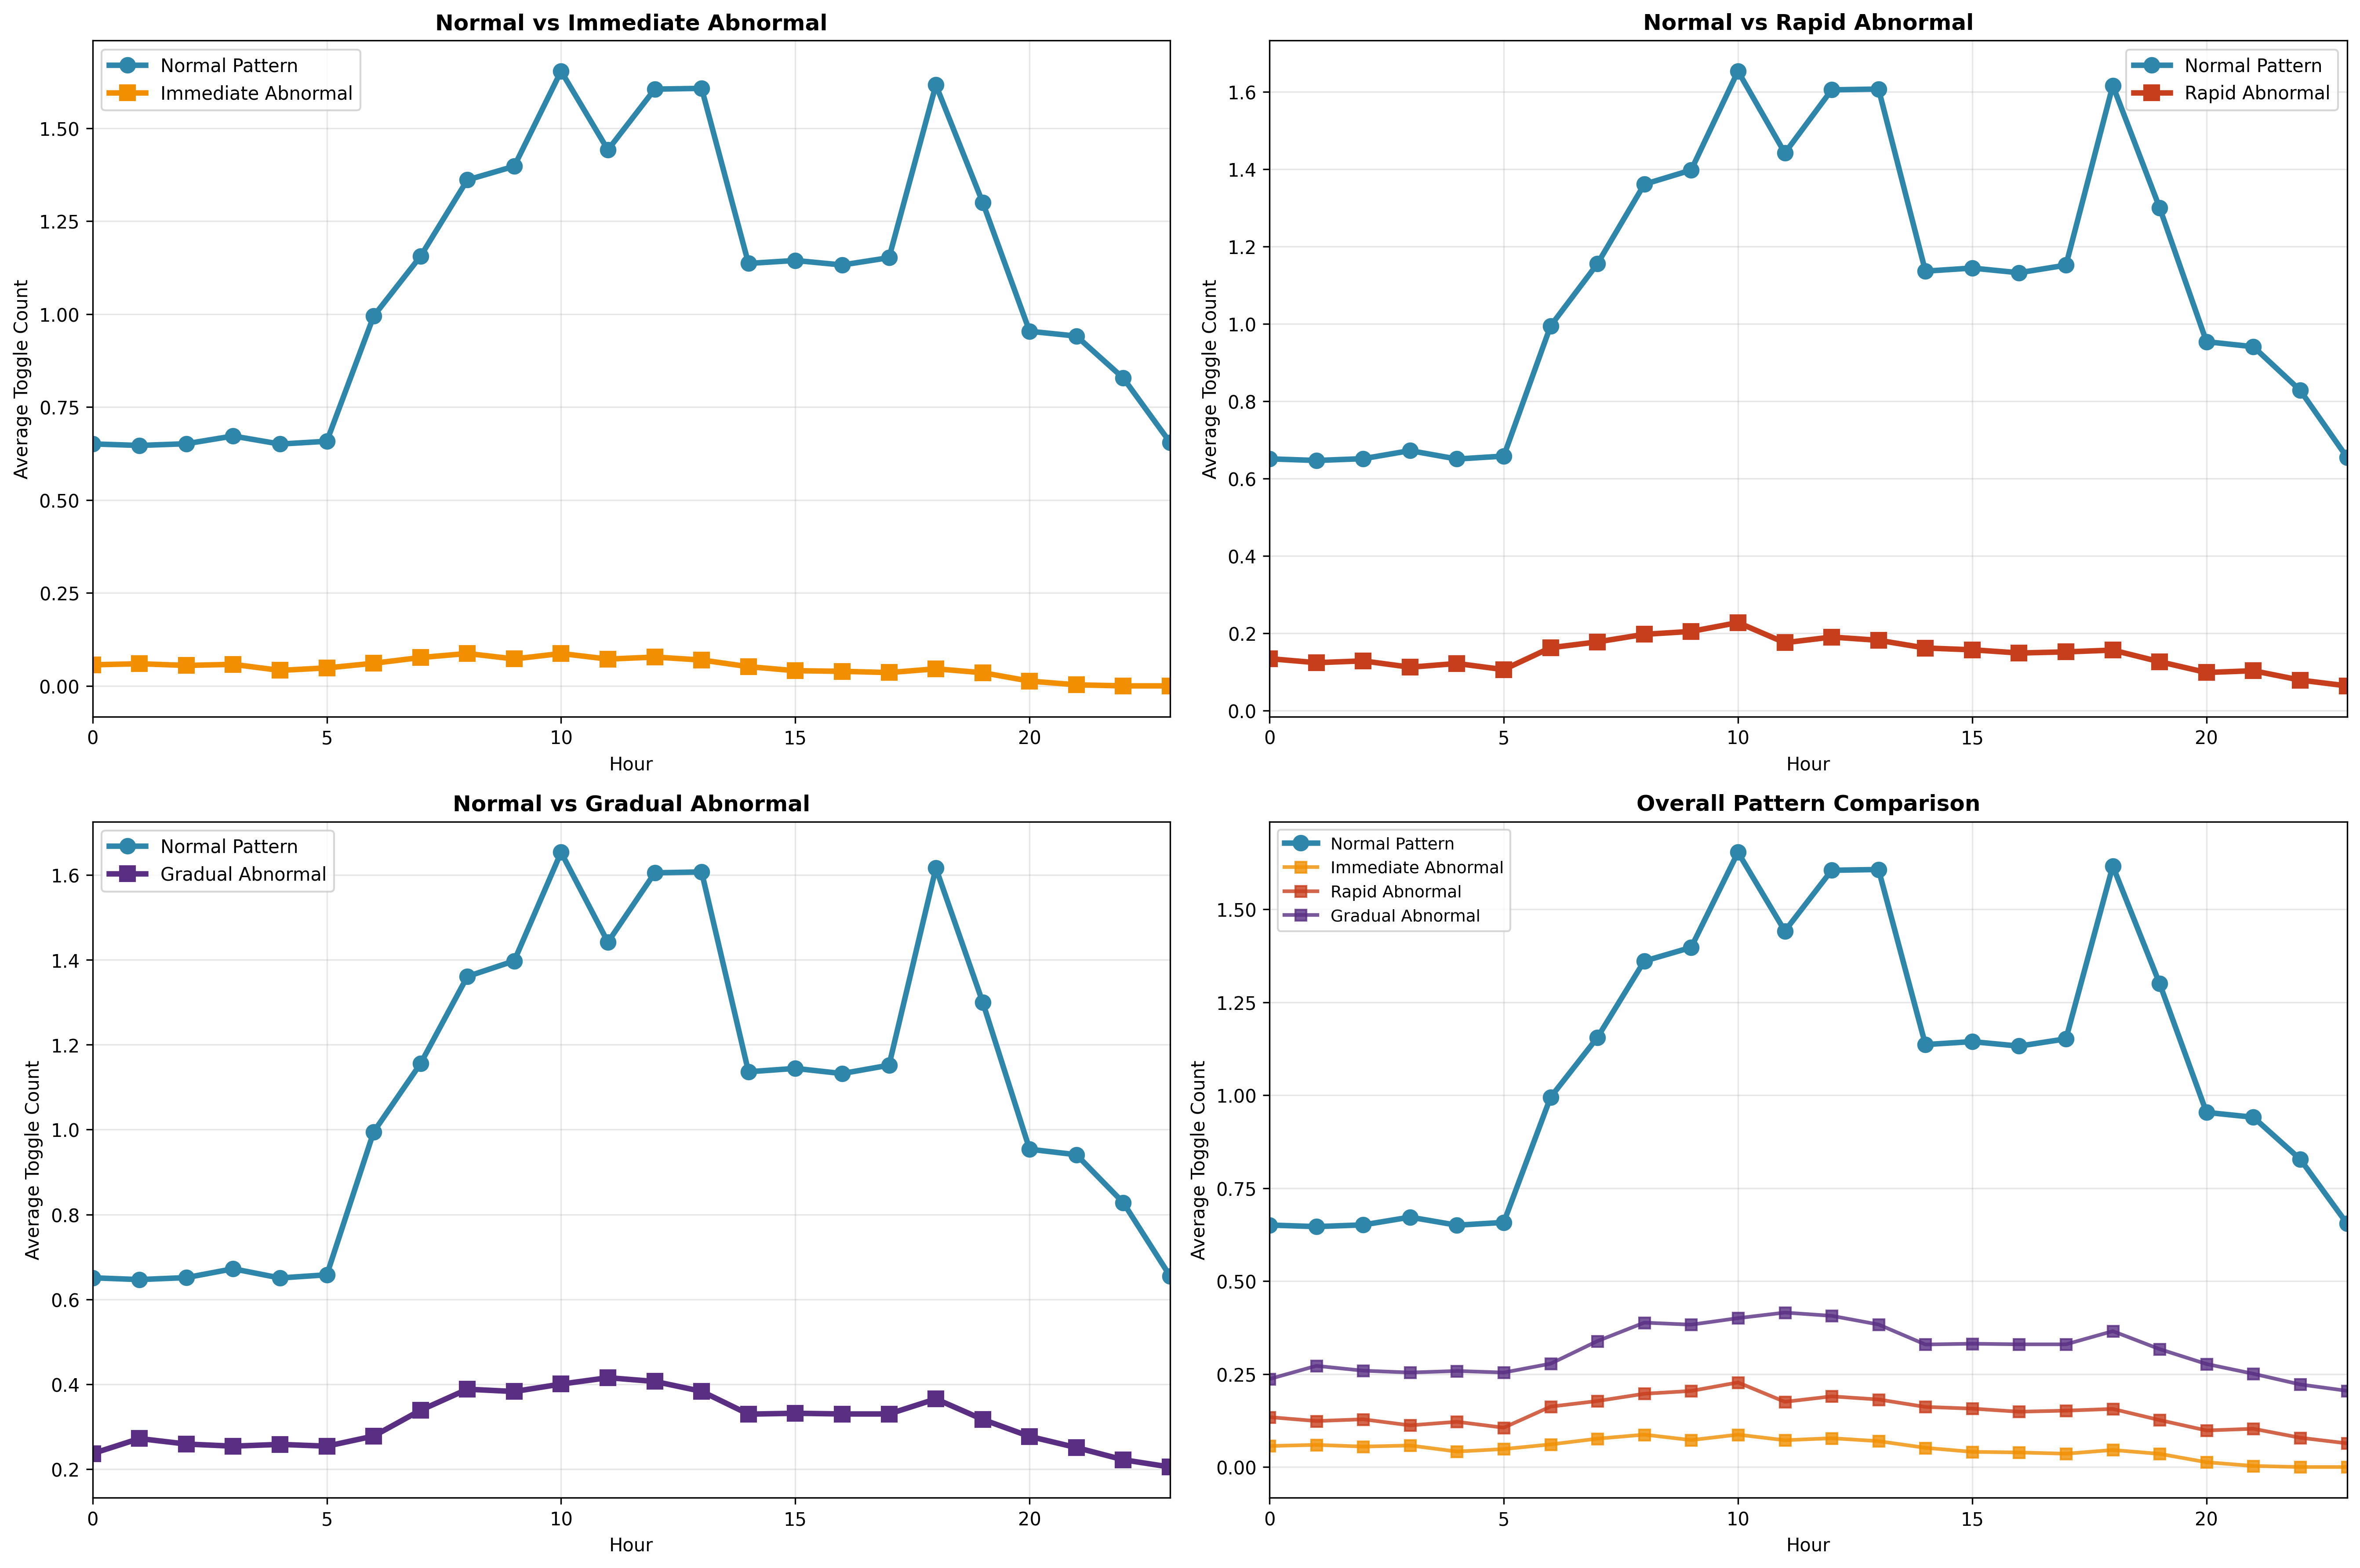 Normal vs Immediate Abnormal
Normal Pattern
Immediate Abnormal
1.50
1.25
1.00
0.75
0.50
0.25
0.00
Average Toggle Count
0 5 10 15 20
Hour
Normal vs Rapid Abnormal
Normal Pattern
Rapid Abnormal
1.6
1.4
1.2
1.0
0.8
0.6
0.4
0.2
0.0
Average Toggle Count
0 5 10 15 20
Hour
Normal vs Gradual Abnormal
Normal Pattern
Gradual Abnormal
1.6
1.4
1.2
1.0
0.8
0.6
0.4
0.2
Average Toggle Count
0 5 10 15 20
Hour
Overall Pattern Comparison
Normal Pattern
Immediate Abnormal
Rapid Abnormal
Gradual Abnormal
1.50
1.25
1.00
0.75
0.50
0.25
0.00
Average Toggle Count
0 5 10 15 20
Hour